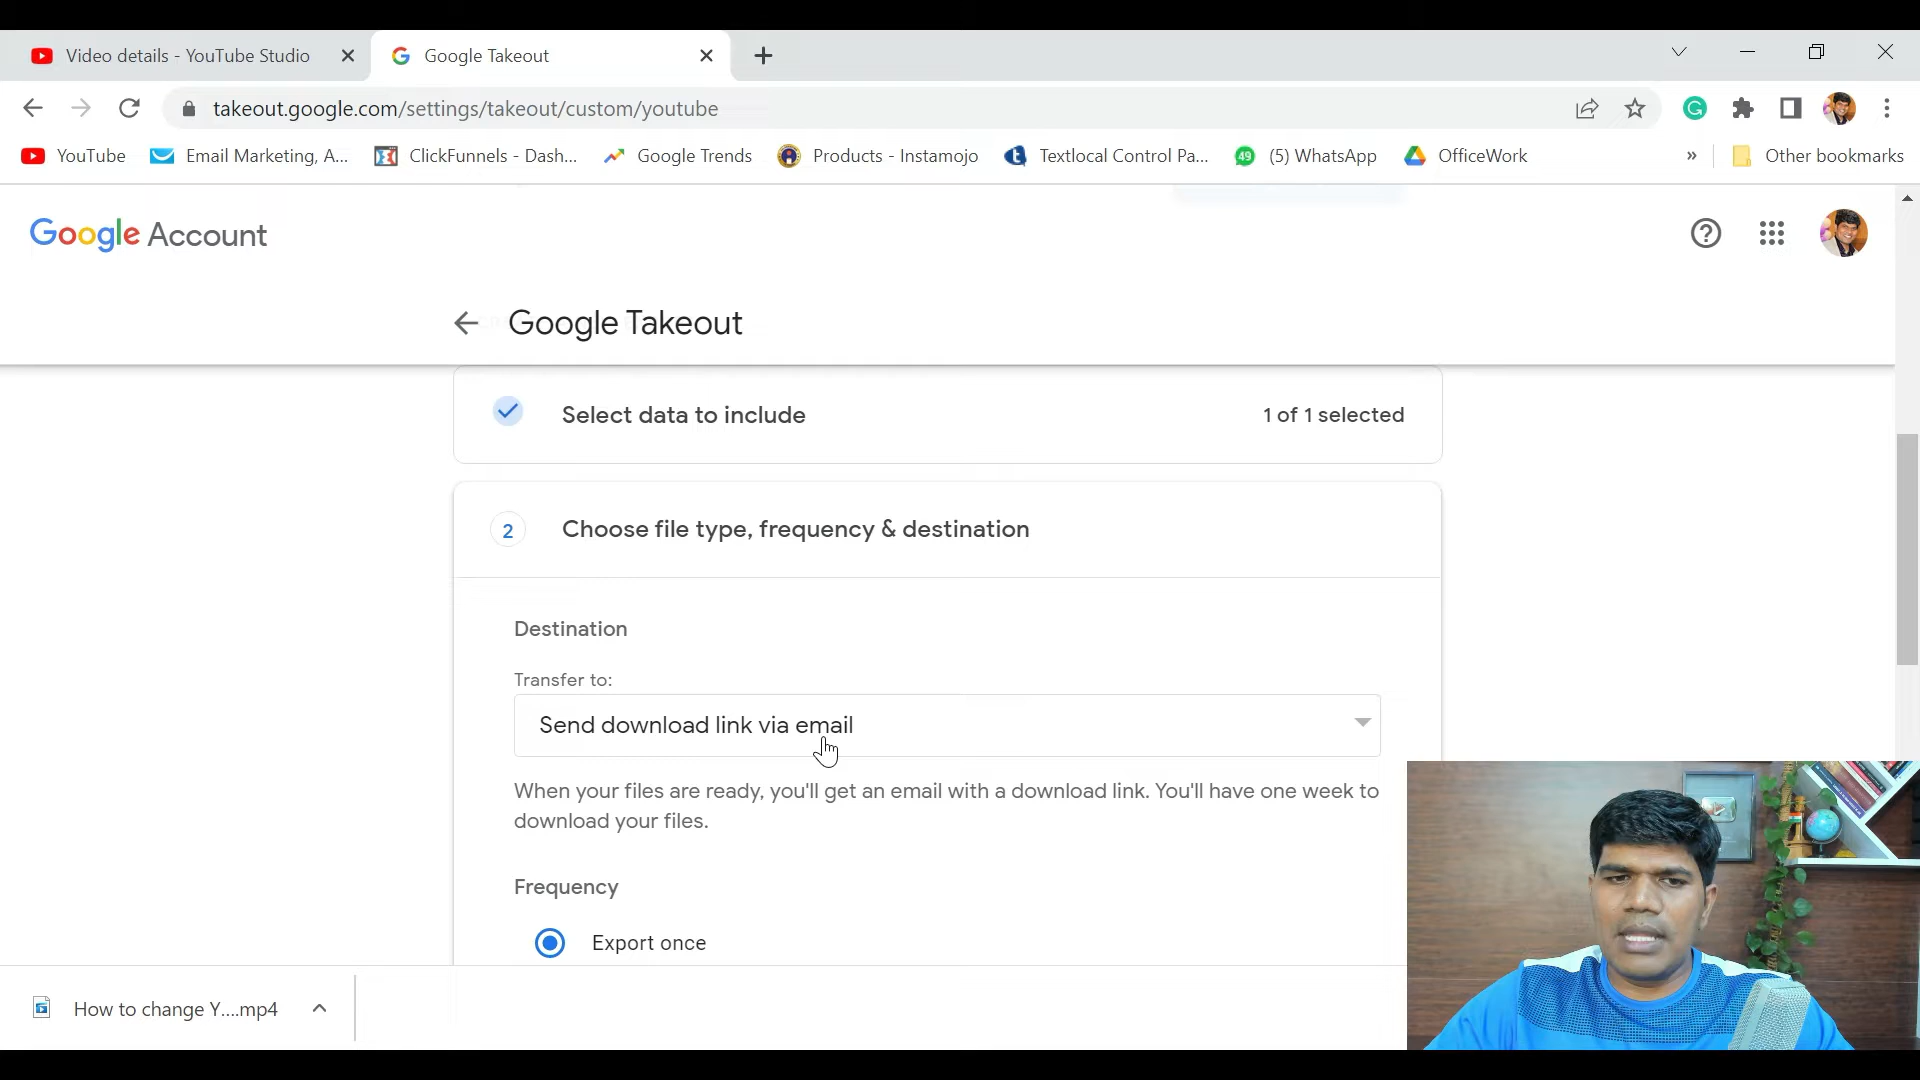 Video details - YouTube Studio
Google Takeout
takeout.google.com/settings/takeout/custom/youtube
YouTube
Email Marketing, A...
ClickFunnels - Dash...
Google Trends
Products - Instamojo
Textlocal Control Pa...
49
(5) WhatsApp
OfficeWork
»
Other bookmarks
Google Account
Google Takeout
Select data to include
1 of 1 selected
2
Choose file type, frequency & destination
Destination
Transfer to:
Send download link via email
When your files are ready, you'll get an email with a download link. You'll have one week to
download your files.
Frequency
Export once
How to change Y....mp4